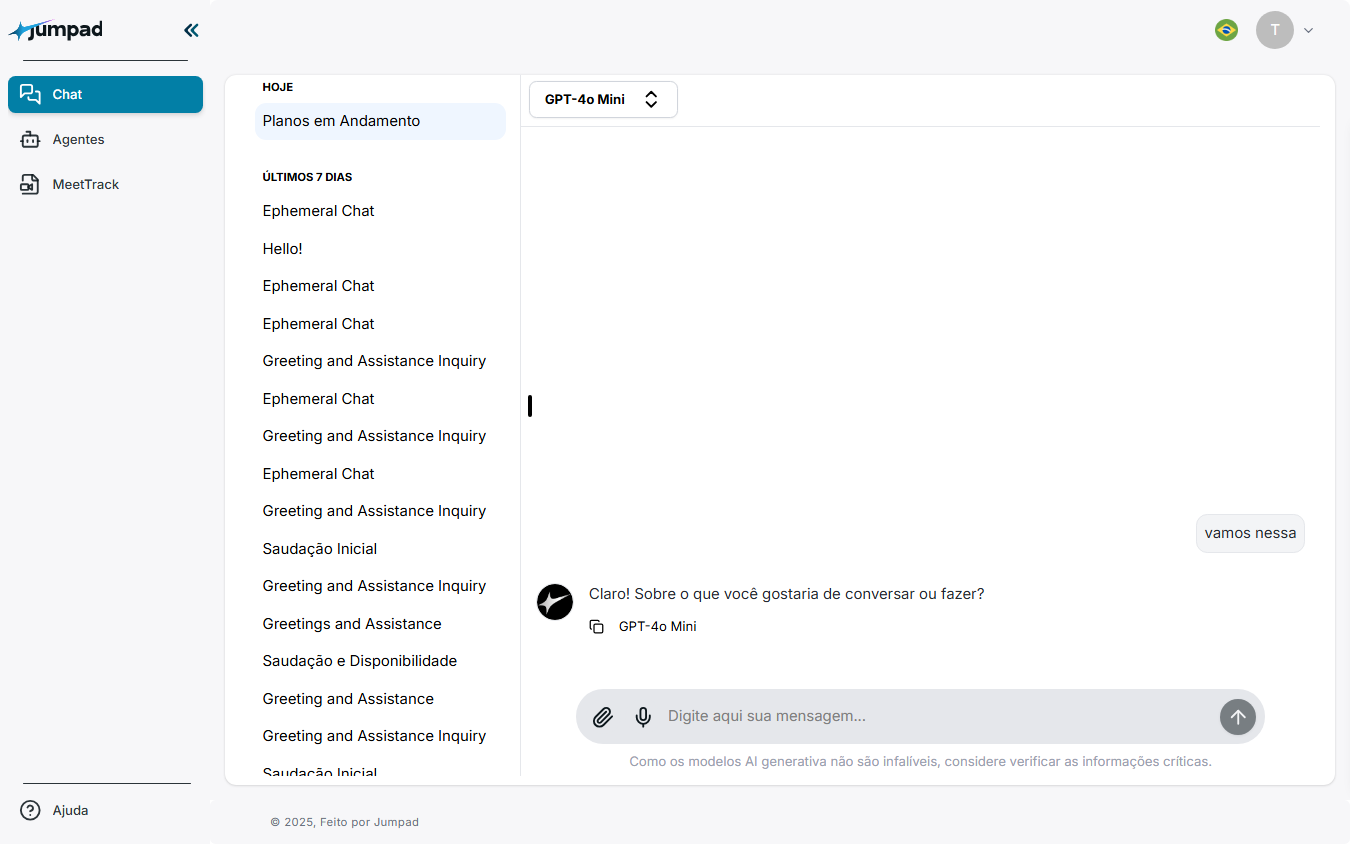 jumpad
T
Chat
Agentes
MeetTrack
Ajuda
HOJE
Planos em Andamento
ÚLTIMOS 7 DIAS
Ephemeral Chat
Hello!
Ephemeral Chat
Ephemeral Chat
Greeting and Assistance Inquiry
Ephemeral Chat
Greeting and Assistance Inquiry
Ephemeral Chat
Greeting and Assistance Inquiry
Saudação Inicial
Greeting and Assistance Inquiry
Greetings and Assistance
Saudação e Disponibilidade
Greeting and Assistance
Greeting and Assistance Inquiry
Saudação Inicial
GPT-4o Mini
vamos nessa
Claro! Sobre o que você gostaria de conversar ou fazer?
GPT-4o Mini
Digite aqui sua mensagem...
Como os modelos AI generativa não são infalíveis, considere verificar as informações críticas.
© 2025, Feito por Jumpad